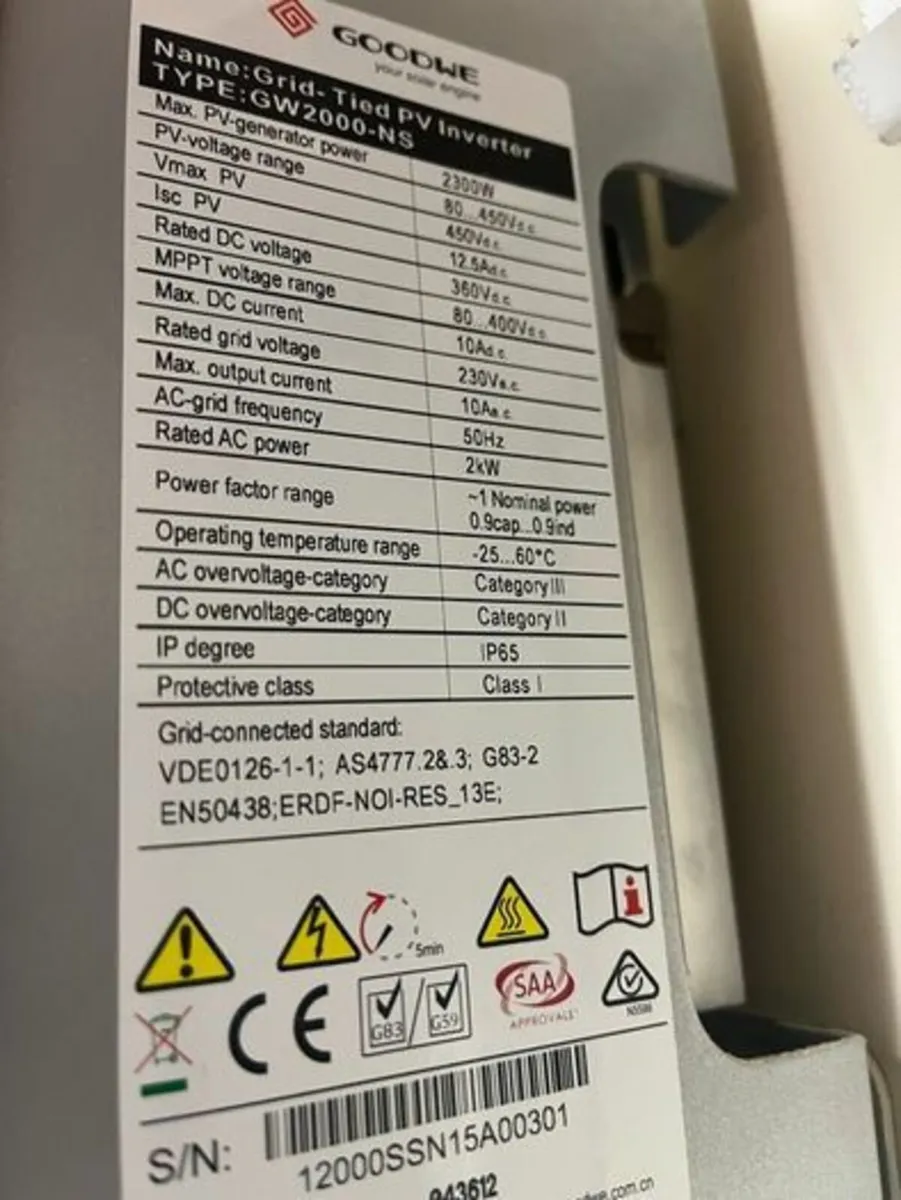 GOODWE
your solar engine
Name:Grid-Tied PV Inverter
TYPE:GW2000-NS
Max. PV-generator power 2300W
PV-voltage range 80...450Vd.c.
Vmax PV 450Vd.c.
Isc PV 12.5Ad.c.
Rated DC voltage 360Vd.c.
MPPT voltage range 80...400Vd.c.
Max. DC current 10Ad.c.
Rated grid voltage 230Va.c.
Max. output current 10Aa.c.
AC-grid frequency 50Hz
Rated AC power 2kW
Power factor range ~1 Nominal power
0.9cap...0.9ind
Operating temperature range -25...60°C
AC overvoltage-category Category III
DC overvoltage-category Category II
IP degree IP65
Protective class Class I
Grid-connected standard:
VDE0126-1-1; AS4777.2&.3; G83-2
EN50438;ERDF-NOI-RES_13E;
5min
i
CE
G83/G59
SAA
APPROVALS
S/N:
12000SSN15A00301
943612